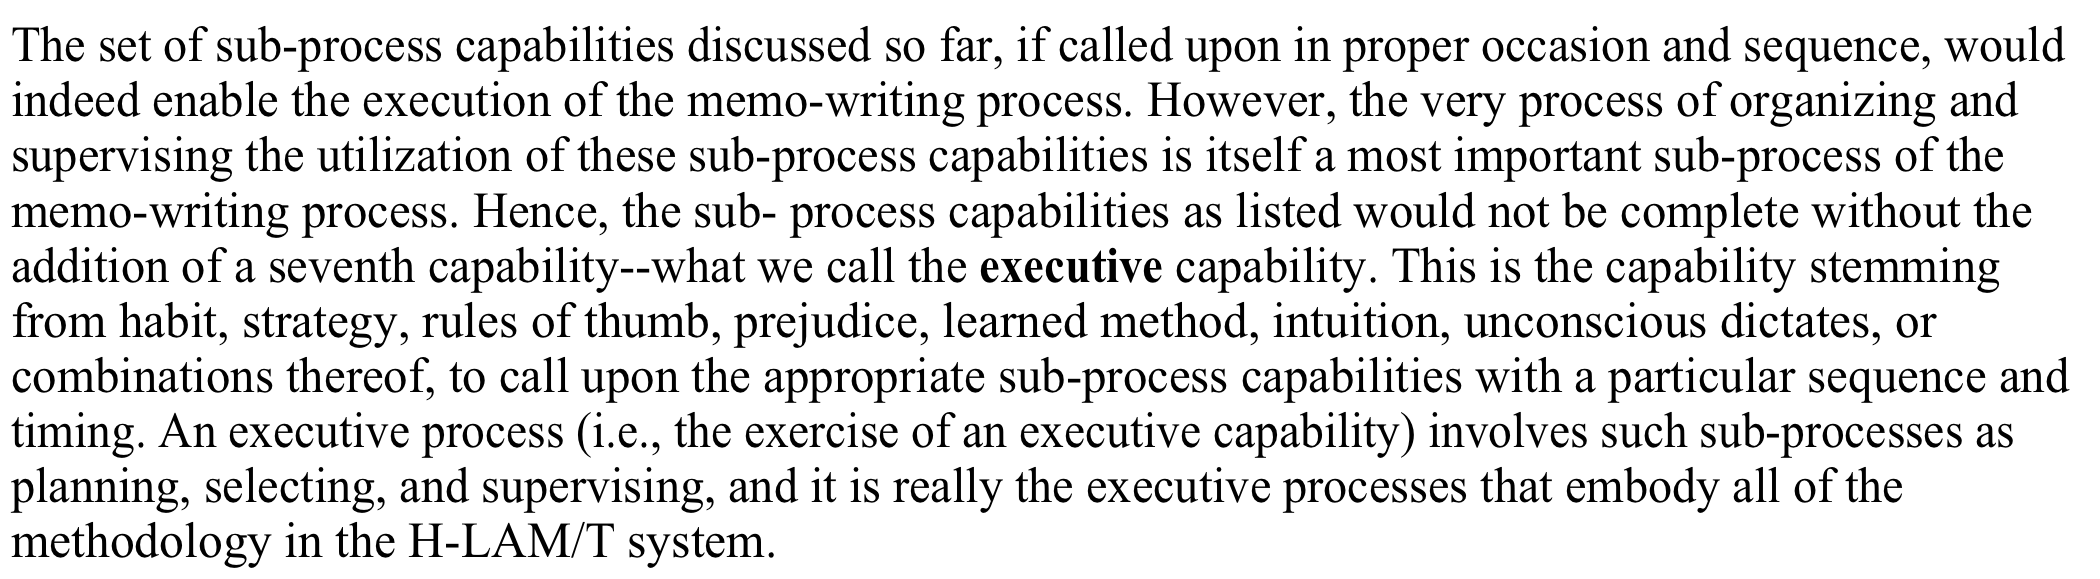 The set of sub-process capabilities discussed so far, if called upon in proper occasion and sequence, would
indeed enable the execution of the memo-writing process. However, the very process of organizing and
supervising the utilization of these sub-process capabilities is itself a most important sub-process of the
memo-writing process. Hence, the sub- process capabilities as listed would not be complete without the
addition of a seventh capability--what we call the executive capability. This is the capability stemming
from habit, strategy, rules of thumb, prejudice, learned method, intuition, unconscious dictates, or
combinations thereof, to call upon the appropriate sub-process capabilities with a particular sequence and
timing. An executive process (i.e., the exercise of an executive capability) involves such sub-processes as
planning, selecting, and supervising, and it is really the executive processes that embody all of the
methodology in the H-LAM/T system.